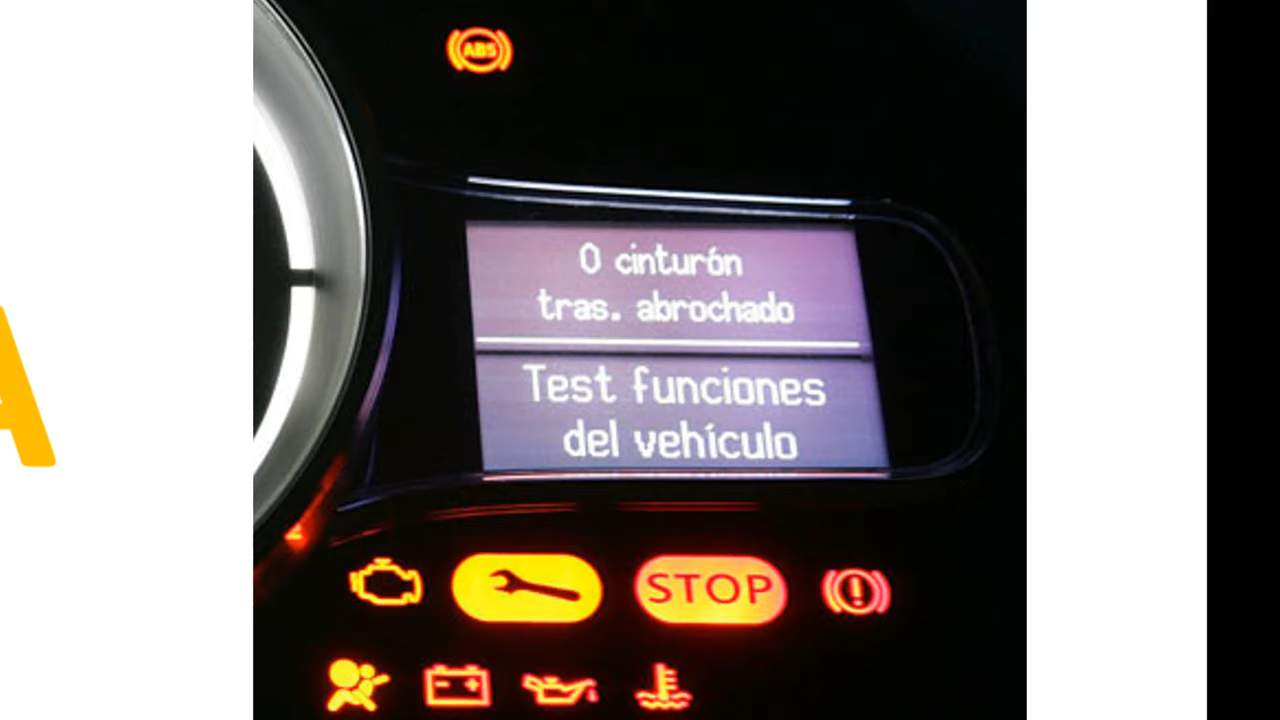 A
ABS
0 cinturón
tras. abrochado
Test funciones
del vehículo
STOP